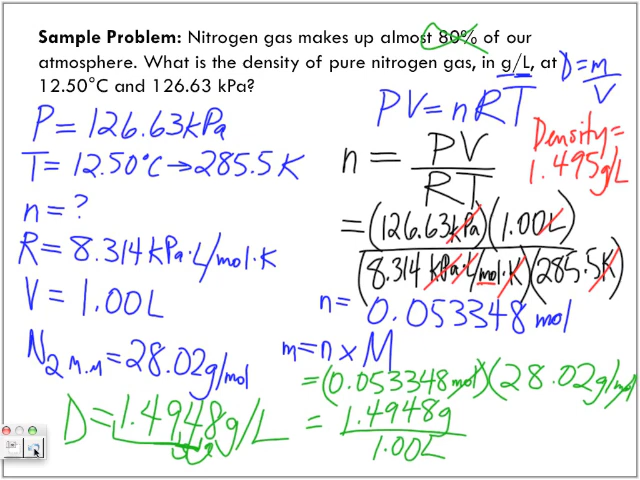 Sample Problem: Nitrogen gas makes up almost 80% of our
atmosphere. What is the density of pure nitrogen gas, in g/L, at
12.50°C and 126.63 kPa?
D = m/V
P = 126.63 kPa
T = 12.50°C → 285.5 K
n = ?
R = 8.314 kPa·L/mol·K
V = 1.00 L
N2 M.M = 28.02 g/mol
D = 1.4948 g/L
PV = nRT
n = PV
RT
Density =
1.495 g/L
= (126.63 kPa)(1.00 L)
(8.314 kPa·L/mol·K)(285.5 K)
n = 0.053348 mol
m = n × M
= (0.053348 mol)(28.02 g/mol)
= 1.4948 g
1.00 L